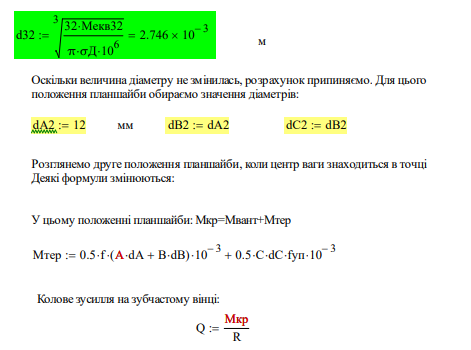 d32 := ∛(32·Мекв32 / (π·σД·10⁶)) = 2.746 × 10⁻³ м
Оскільки величина діаметру не змінилась, розрахунок припиняємо. Для цього
положення планшайби обираємо значення діаметрів:
dA2 := 12 мм dB2 := dA2 dC2 := dB2
Розглянемо друге положення планшайби, коли центр ваги знаходиться в точці
Деякі формули змінюються:
У цьому положенні планшайби: Мкр=Мвант+Мтер
Мтер := 0.5·f·(A·dA + B·dB)·10⁻³ + 0.5·C·dC·fуп·10⁻³
Колове зусилля на зубчастому вінці:
Q := Мкр / R